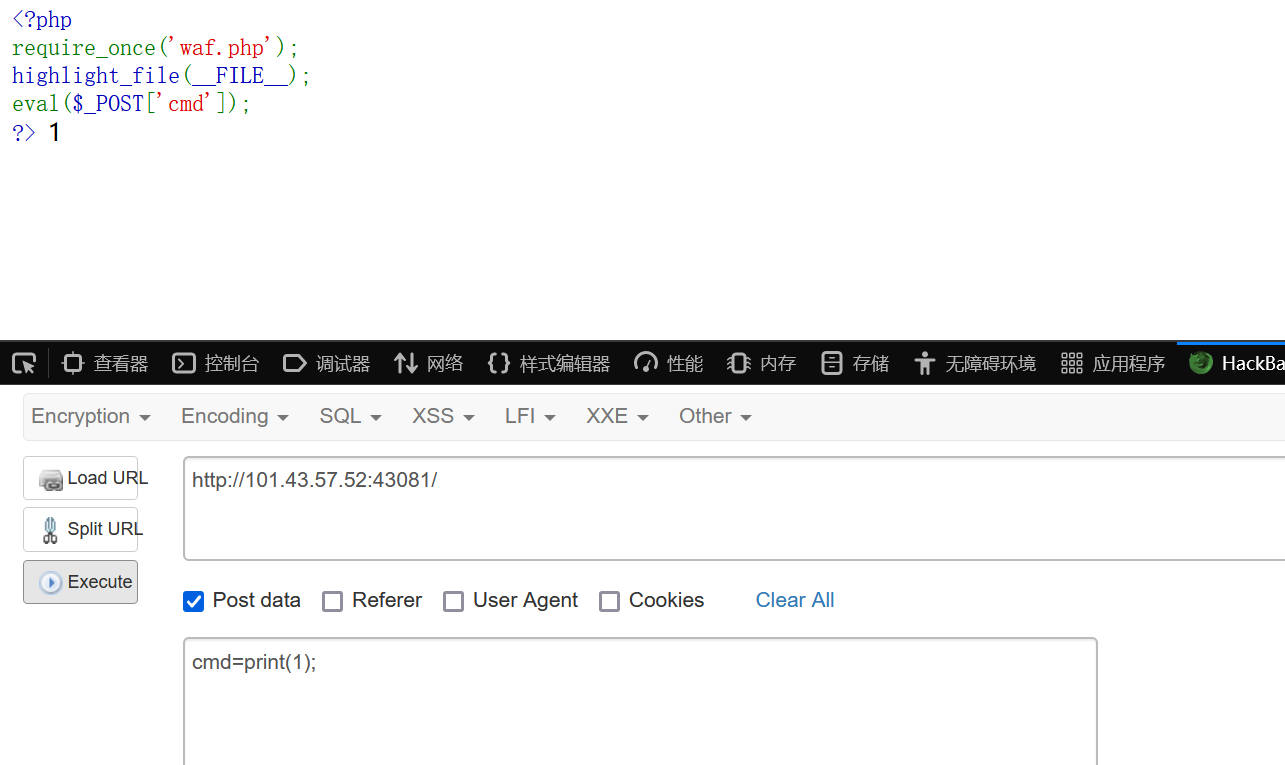 <?php
require_once('waf.php');
highlight_file(__FILE__);
eval($_POST['cmd']);
?> 1
查看器 控制台 调试器 网络 样式编辑器 性能 内存 存储 无障碍环境 应用程序 HackBa
Encryption Encoding SQL XSS LFI XXE Other
Load URL
http://101.43.57.52:43081/
Split URL
Execute
Post data Referer User Agent Cookies Clear All
cmd=print(1);